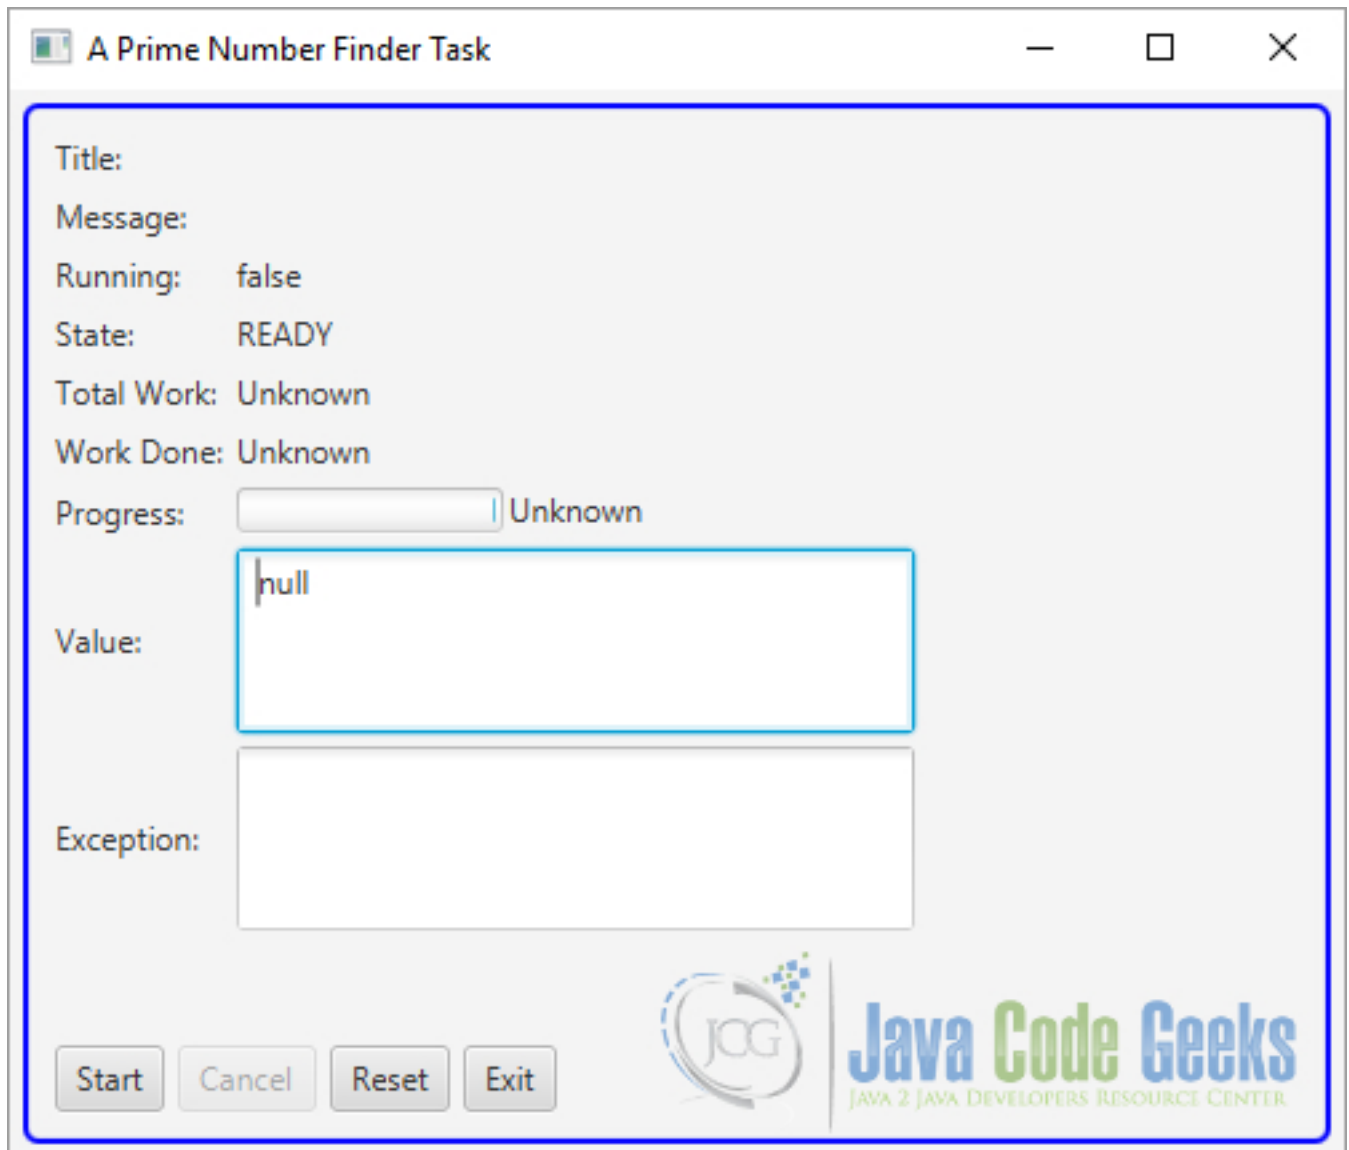 A Prime Number Finder Task
Title:
Message:
Running: false
State: READY
Total Work: Unknown
Work Done: Unknown
Progress: Unknown
Value: null
Exception:
Start Cancel Reset Exit
JCG
Java Code Geeks
JAVA 2 JAVA DEVELOPERS RESOURCE CENTER